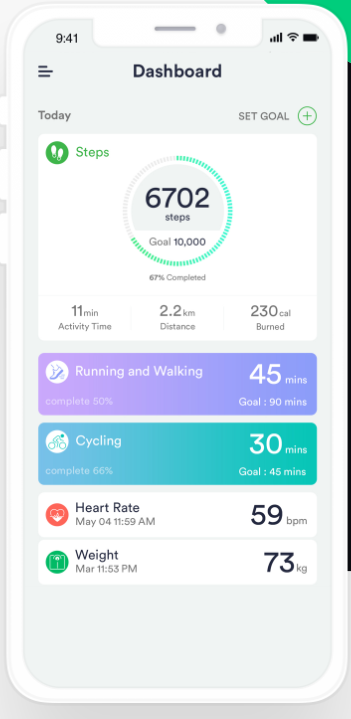 9:41
Dashboard
Today
SET GOAL
Steps
6702
steps
Goal 10,000
67% Completed
11min
Activity Time
2.2km
Distance
230cal
Burned
Running and Walking
45 mins
complete 50%
Goal : 90 mins
Cycling
30 mins
complete 66%
Goal : 45 mins
Heart Rate
May 04 11:59 AM
59 bpm
Weight
Mar 11:53 PM
73kg